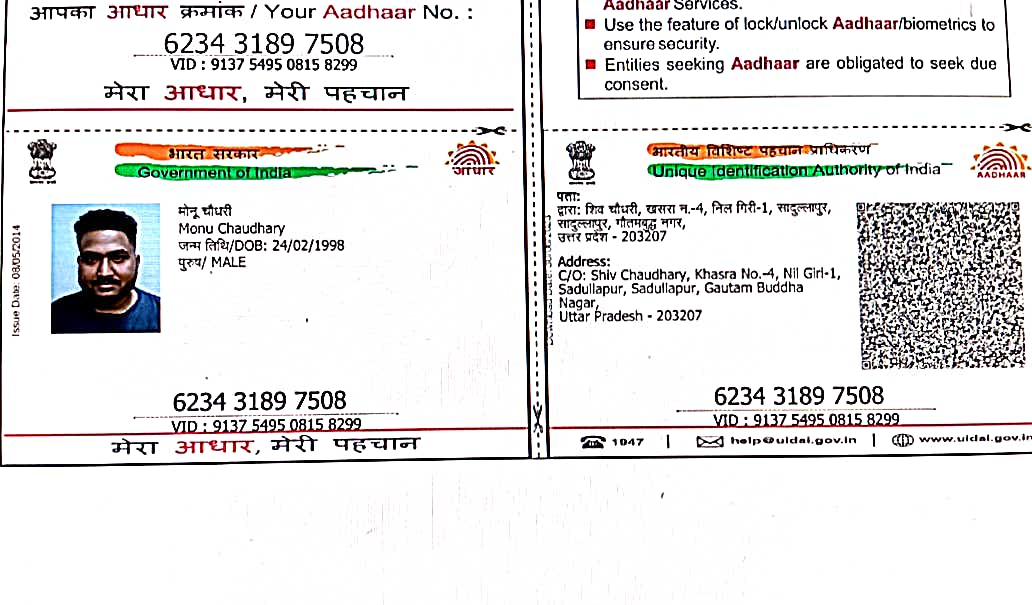 आपका आधार क्रमांक / Your Aadhaar No. :
6234 3189 7508
VID : 9137 5495 0815 8299
मेरा आधार, मेरी पहचान
Aadhaar Services.
Use the feature of lock/unlock Aadhaar/biometrics to
ensure security.
Entities seeking Aadhaar are obligated to seek due
consent.
भारत सरकार
Government of India
आधार
Issue Date: 08/05/2014
मोनू चौधरी
Monu Chaudhary
जन्म तिथि/DOB: 24/02/1998
पुरुष/ MALE
6234 3189 7508
VID : 9137 5495 0815 8299
मेरा आधार, मेरी पहचान
भारतीय विशिष्ट पहचान प्राधिकरण
Unique Identification Authority of India
AADHAAR
पता:
द्वारा: शिव चौधरी, खसरा न.-4, निल गिरी-1, सादुल्लापुर,
सादुल्लापुर, गौतमबुद्ध नगर,
उत्तर प्रदेश - 203207
Address:
C/O: Shiv Chaudhary, Khasra No.-4, Nil Giri-1,
Sadullapur, Sadullapur, Gautam Buddha
Nagar,
Uttar Pradesh - 203207
6234 3189 7508
VID : 9137 5495 0815 8299
1947 | help@uidai.gov.in | www.uidai.gov.in